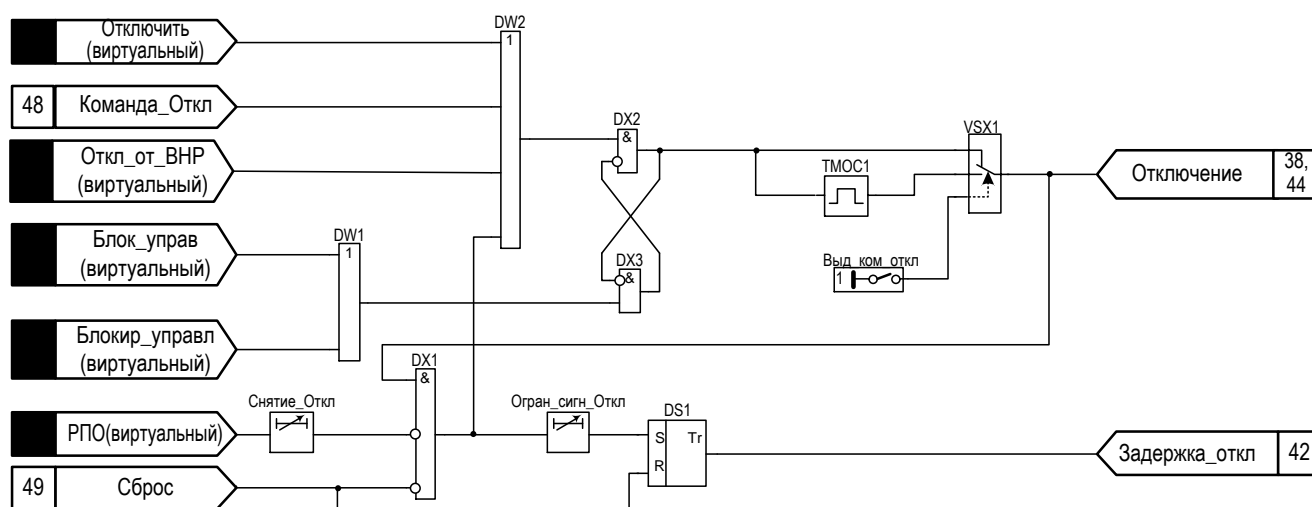 Отключить
(виртуальный)
DW2
1
48
Команда_Откл
Откл_от_ВНР
(виртуальный)
DX2
&
VSX1
TMOC1
Отключение
38,
44
Блок_управ
(виртуальный)
DW1
1
DX3
&
Выд_ком_откл
1
Блокир_управл
(виртуальный)
DX1
&
Снятие_Откл
Огран_сигн_Откл
DS1
РПО(виртуальный)
S
Tr
R
Задержка_откл
42
49
Сброс